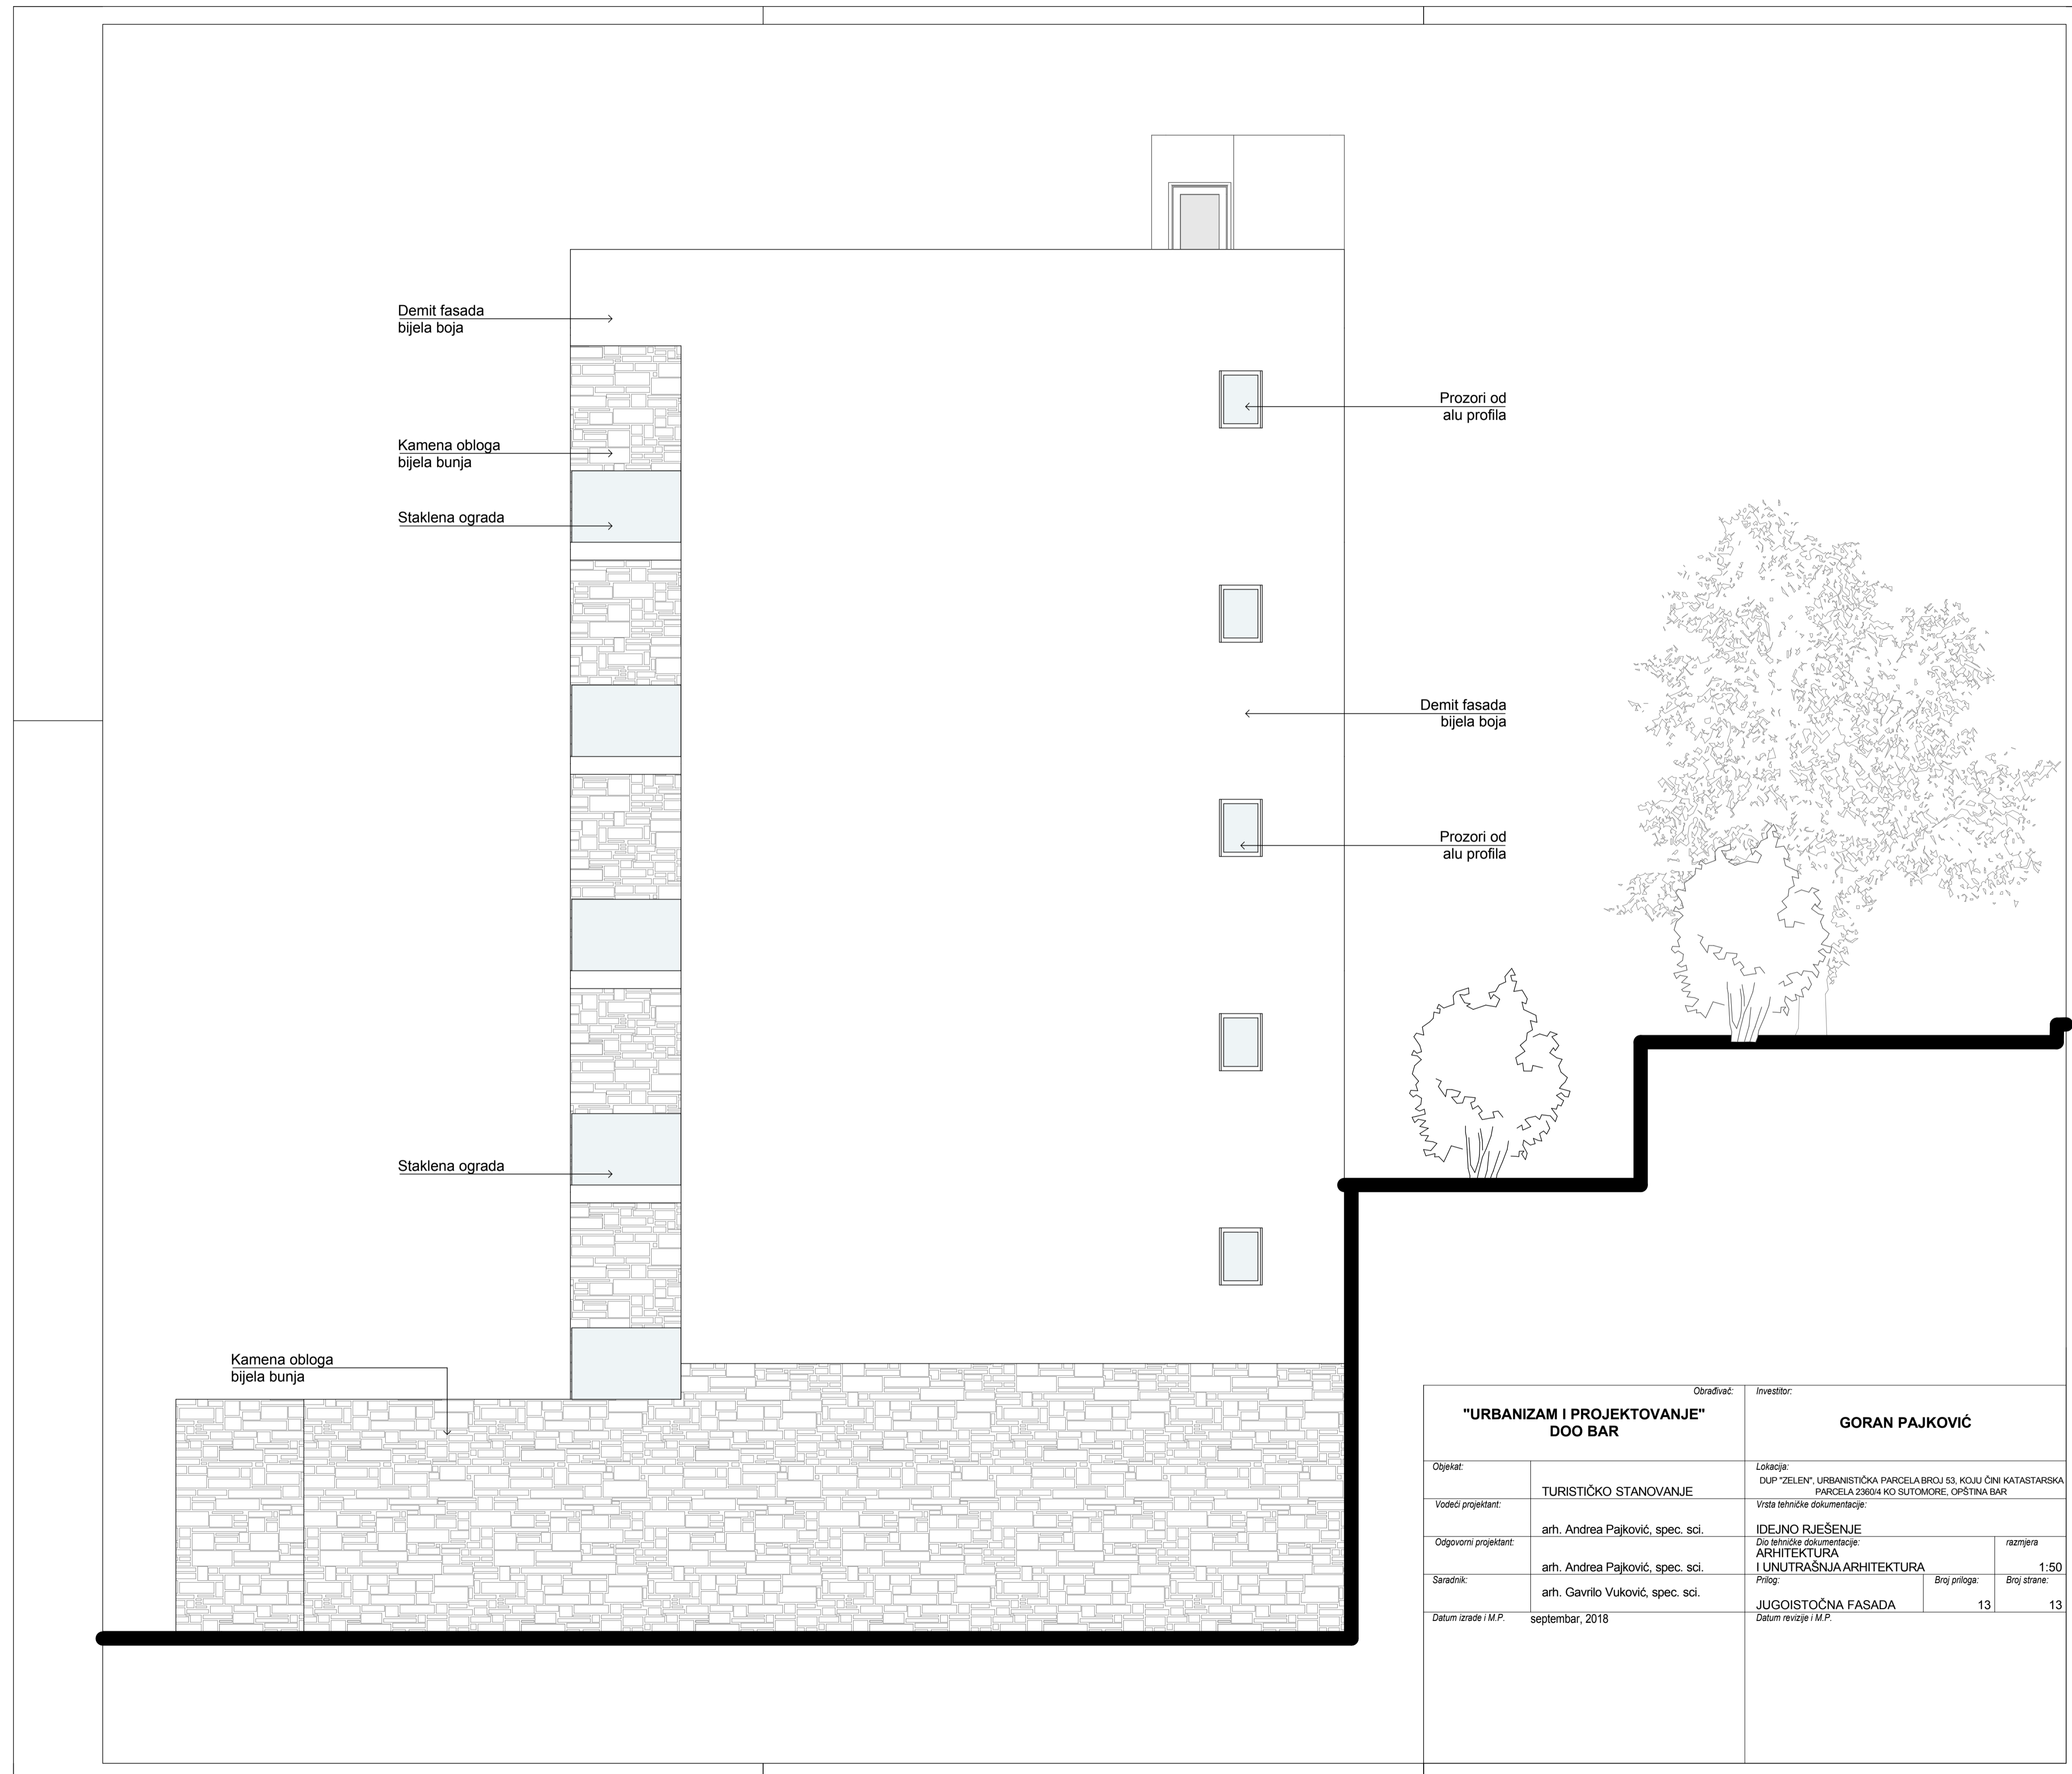 Demit fasada
bijela boja
Kamena obloga
bijela bunja
Staklena ograda
Prozori od
alu profila
Demit fasada
bijela boja
Prozori od
alu profila
Staklena ograda
Kamena obloga
bijela bunja
Obrađivač:
"URBANIZAM I PROJEKTOVANJE"
DOO BAR
Investitor:
GORAN PAJKOVIĆ
Objekat:
TURISTIČKO STANOVANJE
Lokacija:
DUP "ZELEN", URBANISTIČKA PARCELA BROJ 53, KOJU ČINI KATASTARSKA
PARCELA 2360/4 KO SUTOMORE, OPŠTINA BAR
Vodeći projektant:
arh. Andrea Pajković, spec. sci.
Vrsta tehničke dokumentacije:
IDEJNO RJEŠENJE
Odgovorni projektant:
arh. Andrea Pajković, spec. sci.
Dio tehničke dokumentacije:
ARHITEKTURA
I UNUTRAŠNJA ARHITEKTURA
razmjera
1:50
Saradnik:
arh. Gavrilo Vuković, spec. sci.
Prilog:
JUGOISTOČNA FASADA
Broj priloga:
13
Broj strane:
13
Datum izrade i M.P.
septembar, 2018
Datum revizije i M.P.